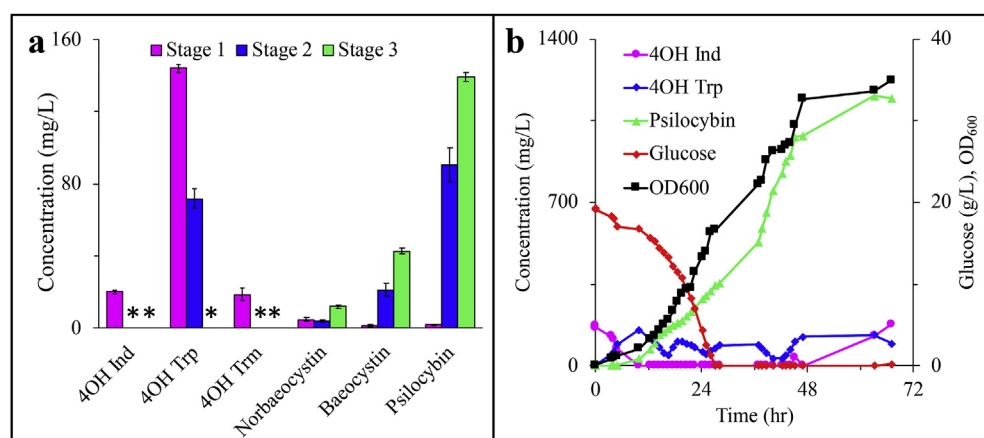 a
Stage 1 Stage 2 Stage 3
Concentration (mg/L)
160
80
0
* * * * *
4OH Ind
4OH Trp
4OH Trm
Norbaeocystin
Baeocystin
Psilocybin
b
4OH Ind
4OH Trp
Psilocybin
Glucose
OD600
Concentration (mg/L)
1400
700
0
Glucose (g/L), OD600
40
20
0
0 24 48 72
Time (hr)